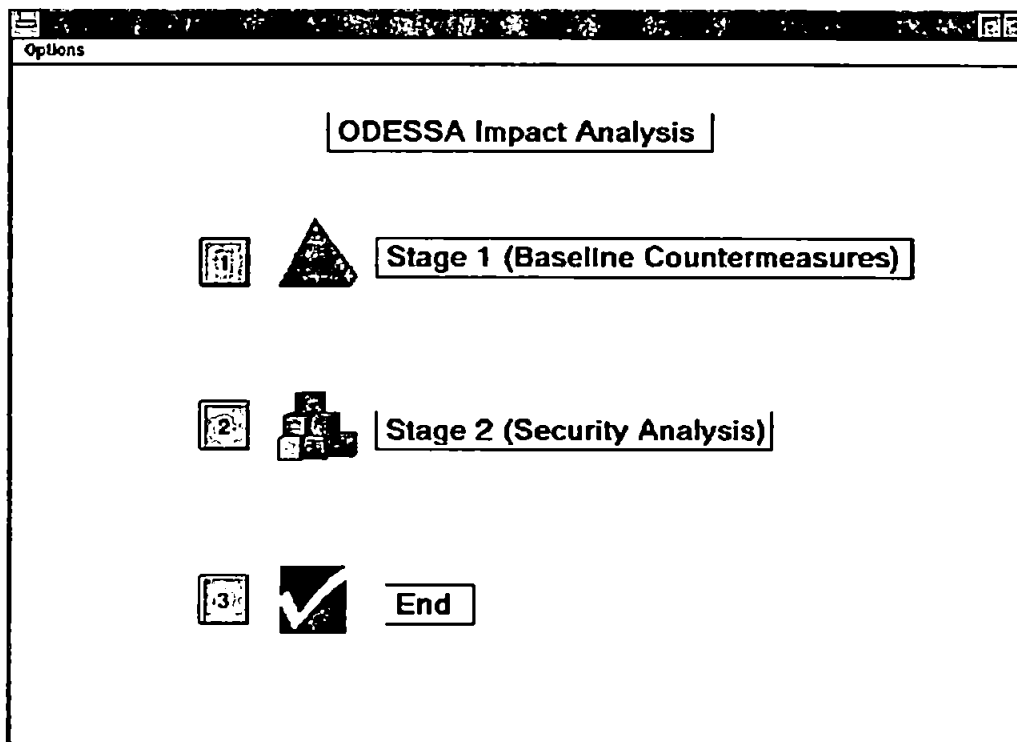 Options
ODESSA Impact Analysis
1 Stage 1 (Baseline Countermeasures)
2 Stage 2 (Security Analysis)
3 End